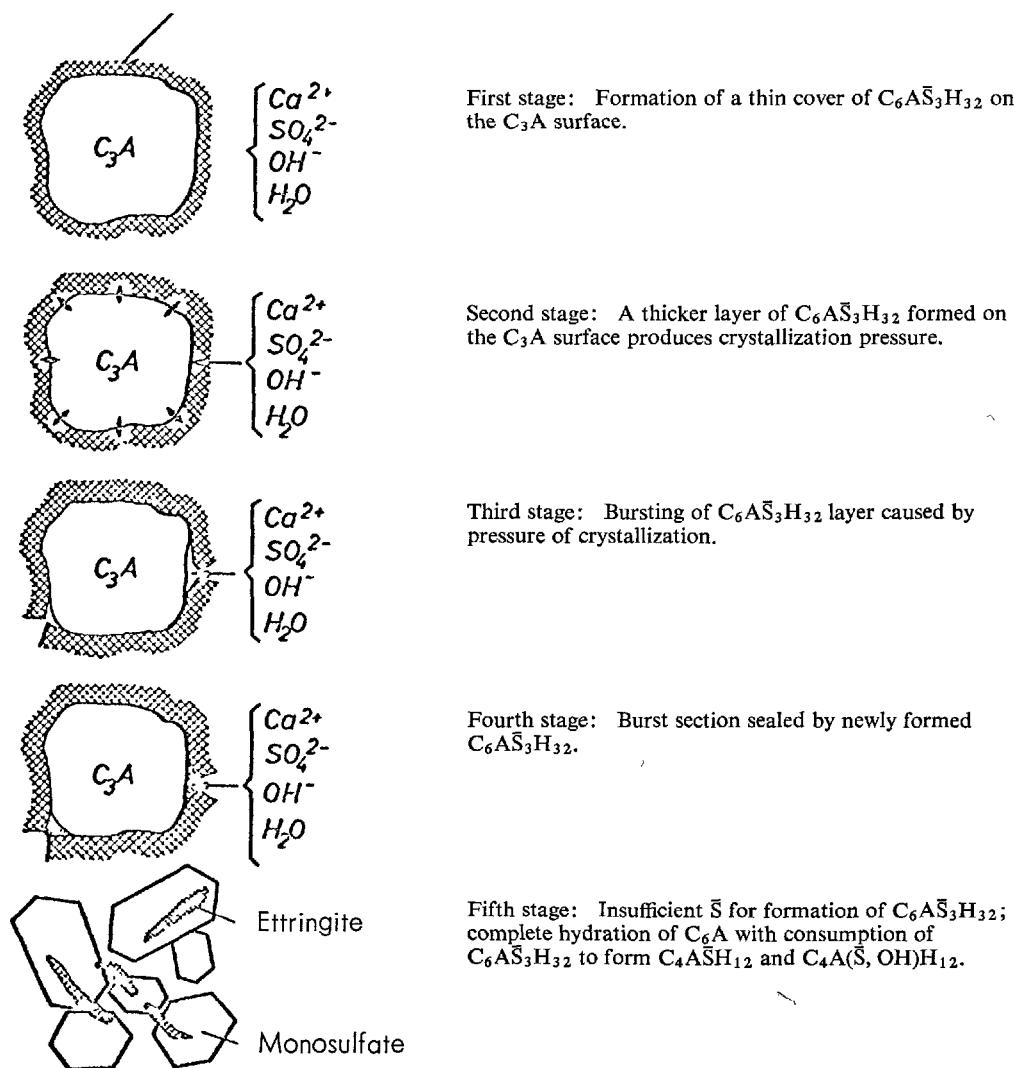 C₃A
Ca²⁺
SO₄²⁻
OH⁻
H₂O
First stage: Formation of a thin cover of C₆AS̄₃H₃₂ on
the C₃A surface.
C₃A
Ca²⁺
SO₄²⁻
OH⁻
H₂O
Second stage: A thicker layer of C₆AS̄₃H₃₂ formed on
the C₃A surface produces crystallization pressure.
C₃A
Ca²⁺
SO₄²⁻
OH⁻
H₂O
Third stage: Bursting of C₆AS̄₃H₃₂ layer caused by
pressure of crystallization.
C₃A
Ca²⁺
SO₄²⁻
OH⁻
H₂O
Fourth stage: Burst section sealed by newly formed
C₆AS̄₃H₃₂.
Ettringite
Monosulfate
Fifth stage: Insufficient S̄ for formation of C₆AS̄₃H₃₂;
complete hydration of C₆A with consumption of
C₆AS̄₃H₃₂ to form C₄AS̄H₁₂ and C₄A(S̄, OH)H₁₂.